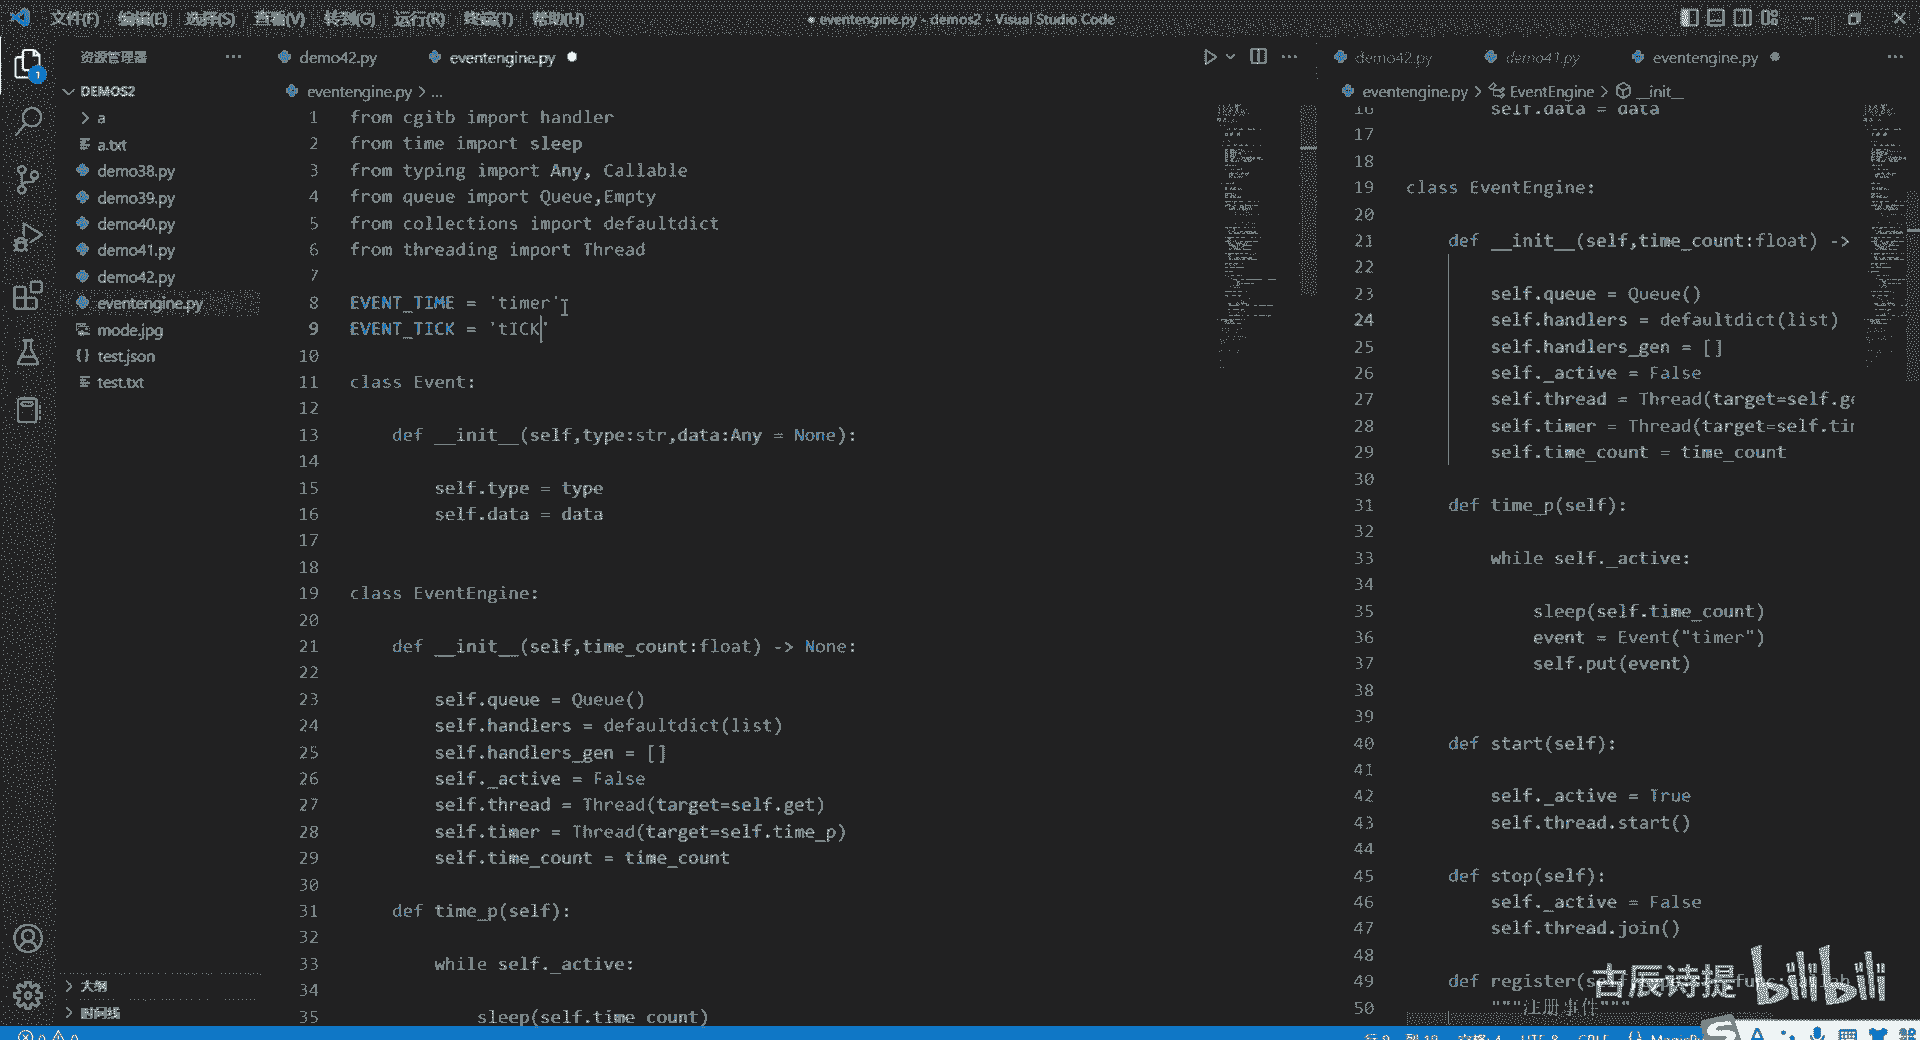 文件(F) 编辑(E) 选择(S) 查看(V) 转到(G) 运行(R) 终端(T) 帮助(H)
● eventengine.py - demos2 - Visual Studio Code
资源管理器 ···
DEMOS2
a
a.txt
demo38.py
demo39.py
demo40.py
demo41.py
demo42.py
eventengine.py
mode.jpg
{} test.json
test.txt
大纲
时间线
1
demo42.py eventengine.py ●
eventengine.py > ...
1 from cgitb import handler
2 from time import sleep
3 from typing import Any, Callable
4 from queue import Queue,Empty
5 from collections import defaultdict
6 from threading import Thread
7
8 EVENT_TIME = 'timer'
9 EVENT_TICK = 'tICK'
10
11 class Event:
12
13 def __init__(self,type:str,data:Any = None):
14
15 self.type = type
16 self.data = data
17
18
19 class EventEngine:
20
21 def __init__(self,time_count:float) -> None:
22
23 self.queue = Queue()
24 self.handlers = defaultdict(list)
25 self.handlers_gen = []
26 self._active = False
27 self.thread = Thread(target=self.get)
28 self.timer = Thread(target=self.time_p)
29 self.time_count = time_count
30
31 def time_p(self):
32
33 while self._active:
34
35 sleep(self.time_count)
demo42.py demo41.py eventengine.py ●
eventengine.py > EventEngine > __init__
16 self.data = data
17
18
19 class EventEngine:
20
21 def __init__(self,time_count:float) ->
22
23 self.queue = Queue()
24 self.handlers = defaultdict(list)
25 self.handlers_gen = []
26 self._active = False
27 self.thread = Thread(target=self.ge
28 self.timer = Thread(target=self.tim
29 self.time_count = time_count
30
31 def time_p(self):
32
33 while self._active:
34
35 sleep(self.time_count)
36 event = Event("timer")
37 self.put(event)
38
39
40 def start(self):
41
42 self._active = True
43 self.thread.start()
44
45 def stop(self):
46 self._active = False
47 self.thread.join()
48
49 def register(se
50 """注册事件"""
古辰诗提 bilibili